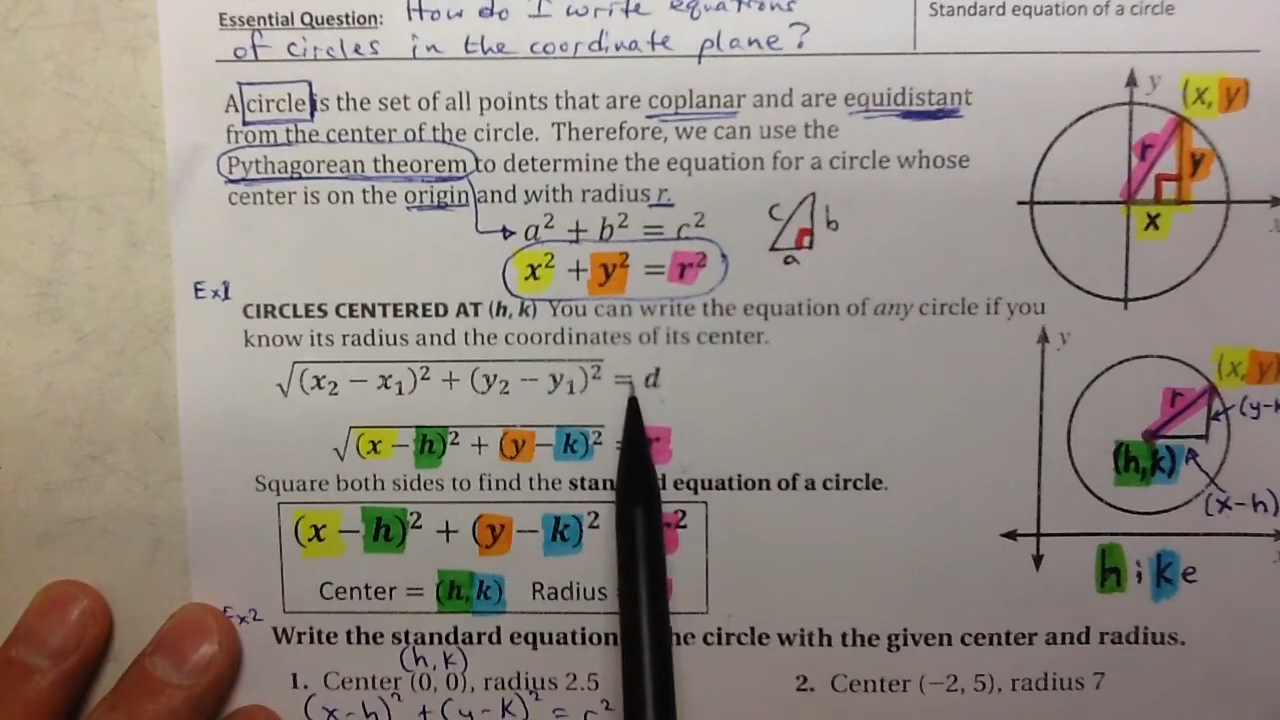 Essential Question: How do I write equations
of circles in the coordinate plane?
Standard equation of a circle
A circle is the set of all points that are coplanar and are equidistant
from the center of the circle. Therefore, we can use the
Pythagorean theorem to determine the equation for a circle whose
center is on the origin and with radius r.
a² + b² = c²
x² + y² = r²
c b
a
y
(x, y)
r y
x
Ex1
CIRCLES CENTERED AT (h, k) You can write the equation of any circle if you
know its radius and the coordinates of its center.
√(x₂ − x₁)² + (y₂ − y₁)² = d
√(x − h)² + (y − k)² = r
Square both sides to find the equation of a circle.
(x − h)² + (y − k)² ²
Center = (h, k) Radius
y
(x, y)
r
(h,k)
(x-h)
hike
Ex2
Write the standard equation circle with the given center and radius.
(h,k)
1. Center (0, 0), radius 2.5
(x-h)² + (y-k)² = r²
2. Center (−2, 5), radius 7